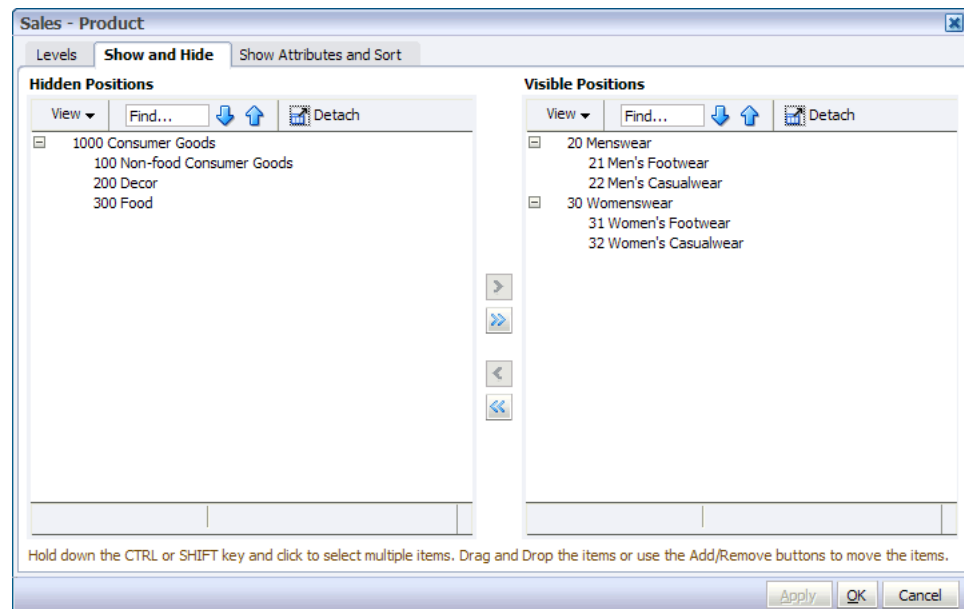 Sales - Product
Levels Show and Hide Show Attributes and Sort
Hidden Positions
View Find... Detach
1000 Consumer Goods
100 Non-food Consumer Goods
200 Decor
300 Food
Visible Positions
View Find... Detach
20 Menswear
21 Men's Footwear
22 Men's Casualwear
30 Womenswear
31 Women's Footwear
32 Women's Casualwear
Hold down the CTRL or SHIFT key and click to select multiple items. Drag and Drop the items or use the Add/Remove buttons to move the items.
Apply OK Cancel